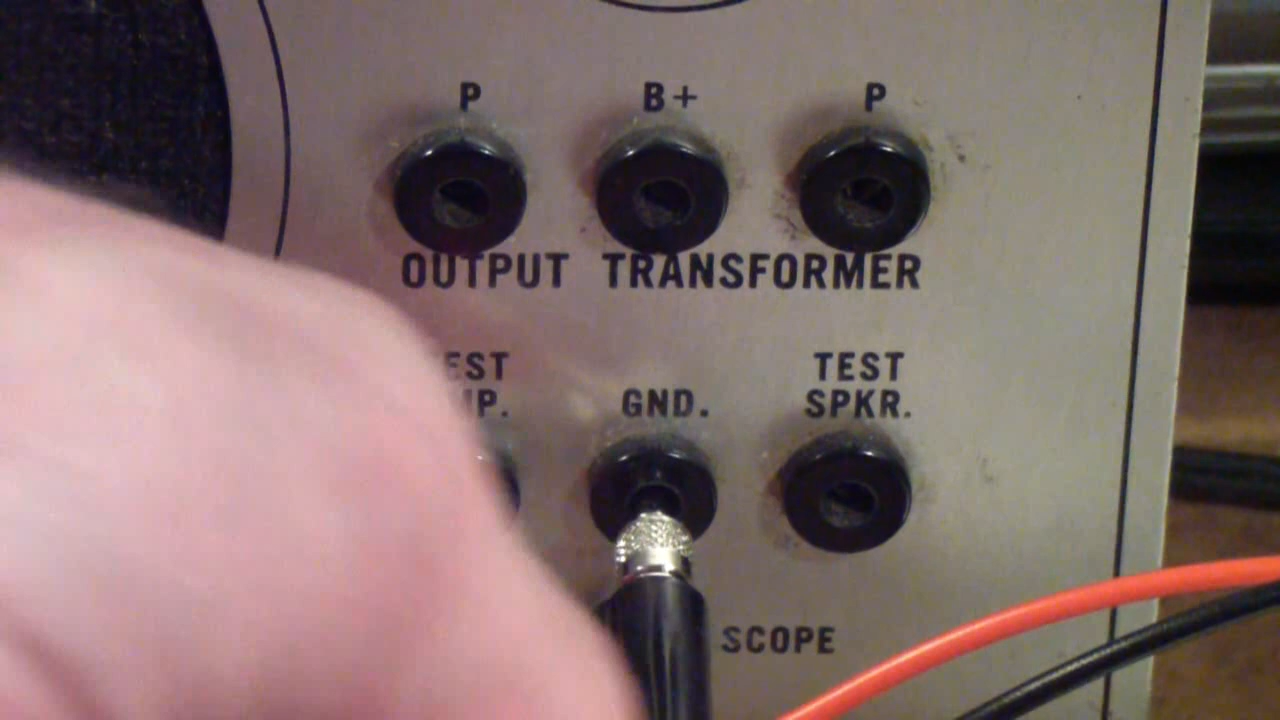 P B+ P
OUTPUT TRANSFORMER
TEST
GND. SPKR.
SCOPE